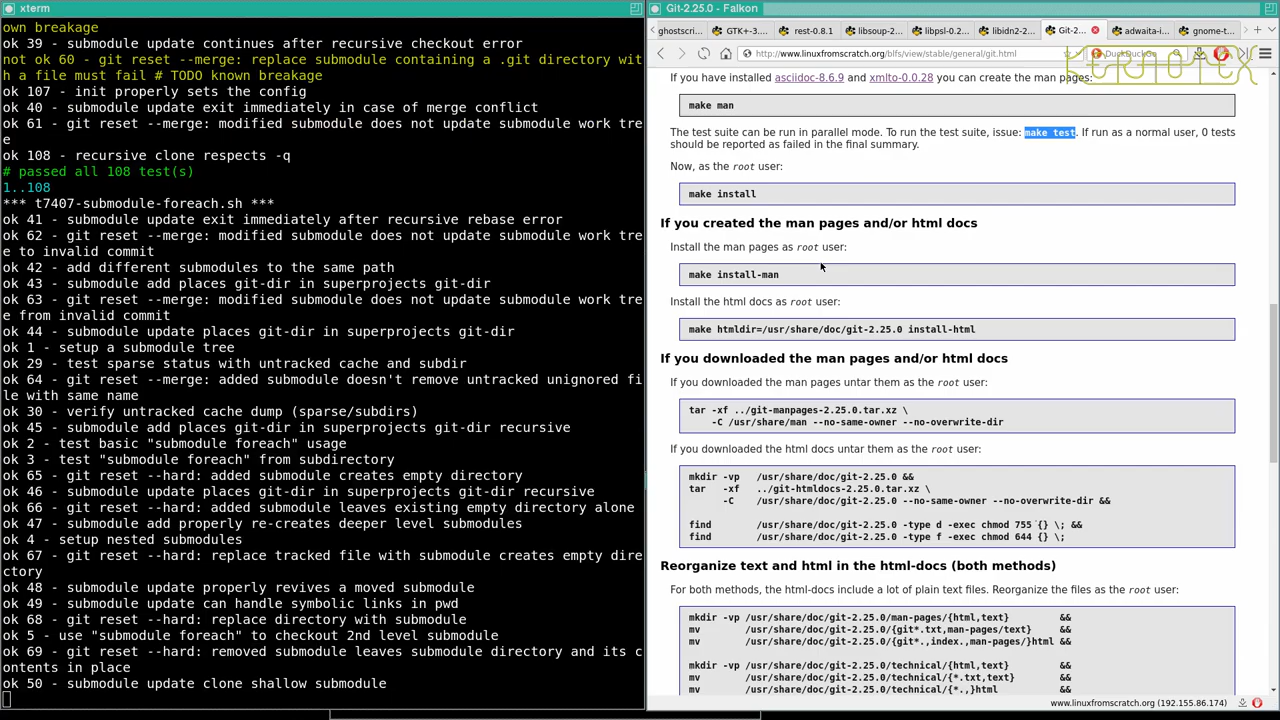 xterm
own breakage
ok 39 - submodule update continues after recursive checkout error
not ok 60 - git reset --merge: replace submodule containing a .git directory wit
h a file must fail # TODO known breakage
ok 107 - init properly sets the config
ok 40 - submodule update exit immediately in case of merge conflict
ok 61 - git reset --merge: modified submodule does not update submodule work tre
e
ok 108 - recursive clone respects -q
# passed all 108 test(s)
1..108
*** t7407-submodule-foreach.sh ***
ok 41 - submodule update exit immediately after recursive rebase error
ok 62 - git reset --merge: modified submodule does not update submodule work tre
e to invalid commit
ok 42 - add different submodules to the same path
ok 43 - submodule add places git-dir in superprojects git-dir
ok 63 - git reset --merge: modified submodule does not update submodule work tre
e from invalid commit
ok 44 - submodule update places git-dir in superprojects git-dir
ok 1 - setup a submodule tree
ok 29 - test sparse status with untracked cache and subdir
ok 64 - git reset --merge: added submodule doesn't remove untracked unignored fi
le with same name
ok 30 - verify untracked cache dump (sparse/subdirs)
ok 45 - submodule add places git-dir in superprojects git-dir recursive
ok 2 - test basic "submodule foreach" usage
ok 3 - test "submodule foreach" from subdirectory
ok 65 - git reset --hard: added submodule creates empty directory
ok 46 - submodule update places git-dir in superprojects git-dir recursive
ok 66 - git reset --hard: added submodule leaves existing empty directory alone
ok 47 - submodule add properly re-creates deeper level submodules
ok 4 - setup nested submodules
ok 67 - git reset --hard: replace tracked file with submodule creates empty dire
ctory
ok 48 - submodule update properly revives a moved submodule
ok 49 - submodule update can handle symbolic links in pwd
ok 68 - git reset --hard: replace directory with submodule
ok 5 - use "submodule foreach" to checkout 2nd level submodule
ok 69 - git reset --hard: removed submodule leaves submodule directory and its c
ontents in place
ok 50 - submodule update clone shallow submodule
Git-2.25.0 - Falkon
ghostscri... GTK+-3.... rest-0.8.1 libsoup-2... libpsl-0.2... libidn2-2... Git-2... adwaita-i... gnome-t...
http://www.linuxfromscratch.org/blfs/view/stable/general/git.html DuckDuckGo
KERNOTEX
If you have installed asciidoc-8.6.9 and xmlto-0.0.28 you can create the man pages:
make man
The test suite can be run in parallel mode. To run the test suite, issue: make test. If run as a normal user, 0 tests
should be reported as failed in the final summary.
Now, as the root user:
make install
If you created the man pages and/or html docs
Install the man pages as root user:
make install-man
Install the html docs as root user:
make htmldir=/usr/share/doc/git-2.25.0 install-html
If you downloaded the man pages and/or html docs
If you downloaded the man pages untar them as the root user:
tar -xf ../git-manpages-2.25.0.tar.xz \
-C /usr/share/man --no-same-owner --no-overwrite-dir
If you downloaded the html docs untar them as the root user:
mkdir -vp /usr/share/doc/git-2.25.0 &&
tar -xf ../git-htmldocs-2.25.0.tar.xz \
-C /usr/share/doc/git-2.25.0 --no-same-owner --no-overwrite-dir &&
find /usr/share/doc/git-2.25.0 -type d -exec chmod 755 {} \; &&
find /usr/share/doc/git-2.25.0 -type f -exec chmod 644 {} \;
Reorganize text and html in the html-docs (both methods)
For both methods, the html-docs include a lot of plain text files. Reorganize the files as the root user:
mkdir -vp /usr/share/doc/git-2.25.0/man-pages/{html,text} &&
mv /usr/share/doc/git-2.25.0/{git*.txt,man-pages/text} &&
mv /usr/share/doc/git-2.25.0/{git*.,index.,man-pages/}html &&
mkdir -vp /usr/share/doc/git-2.25.0/technical/{html,text} &&
mv /usr/share/doc/git-2.25.0/technical/{*.txt,text} &&
mv /usr/share/doc/git-2.25.0/technical/{*.,}html &&
www.linuxfromscratch.org (192.155.86.174)